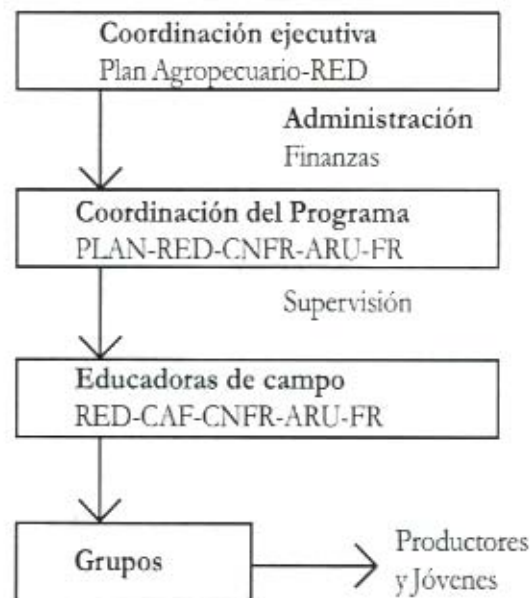 Coordinación ejecutiva
Plan Agropecuario-RED
Administración
Finanzas
Coordinación del Programa
PLAN-RED-CNFR-ARU-FR
Supervisión
Educadoras de campo
RED-CAF-CNFR-ARU-FR
Grupos
Productores
y Jóvenes